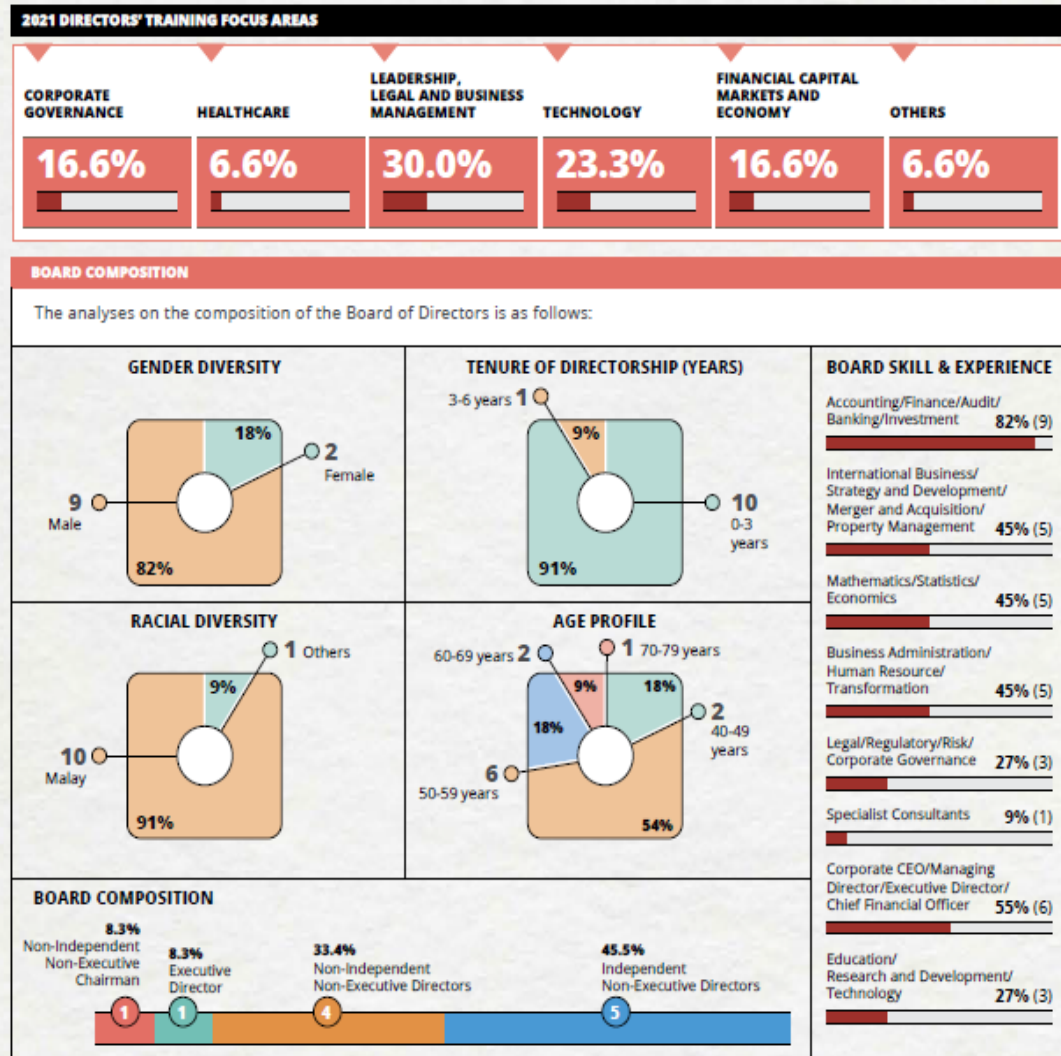 2021 DIRECTORS' TRAINING FOCUS AREAS
CORPORATE
GOVERNANCE
16.6%
HEALTHCARE
6.6%
LEADERSHIP,
LEGAL AND BUSINESS
MANAGEMENT
30.0%
TECHNOLOGY
23.3%
FINANCIAL CAPITAL
MARKETS AND
ECONOMY
16.6%
OTHERS
6.6%
BOARD COMPOSITION
The analyses on the composition of the Board of Directors is as follows:
GENDER DIVERSITY
18%
2
Female
9
Male
82%
TENURE OF DIRECTORSHIP (YEARS)
3-6 years 1
9%
10
0-3
years
91%
RACIAL DIVERSITY
1 Others
9%
10
Malay
91%
AGE PROFILE
60-69 years 2
1 70-79 years
9%
18%
18%
2
40-49
years
6
50-59 years
54%
BOARD COMPOSITION
8.3%
Non-Independent
Non-Executive
Chairman
1
8.3%
Executive
Director
1
33.4%
Non-Independent
Non-Executive Directors
4
45.5%
Independent
Non-Executive Directors
5
BOARD SKILL & EXPERIENCE
Accounting/Finance/Audit/
Banking/Investment 82% (9)
International Business/
Strategy and Development/
Merger and Acquisition/
Property Management 45% (5)
Mathematics/Statistics/
Economics 45% (5)
Business Administration/
Human Resource/
Transformation 45% (5)
Legal/Regulatory/Risk/
Corporate Governance 27% (3)
Specialist Consultants 9% (1)
Corporate CEO/Managing
Director/Executive Director/
Chief Financial Officer 55% (6)
Education/
Research and Development/
Technology 27% (3)